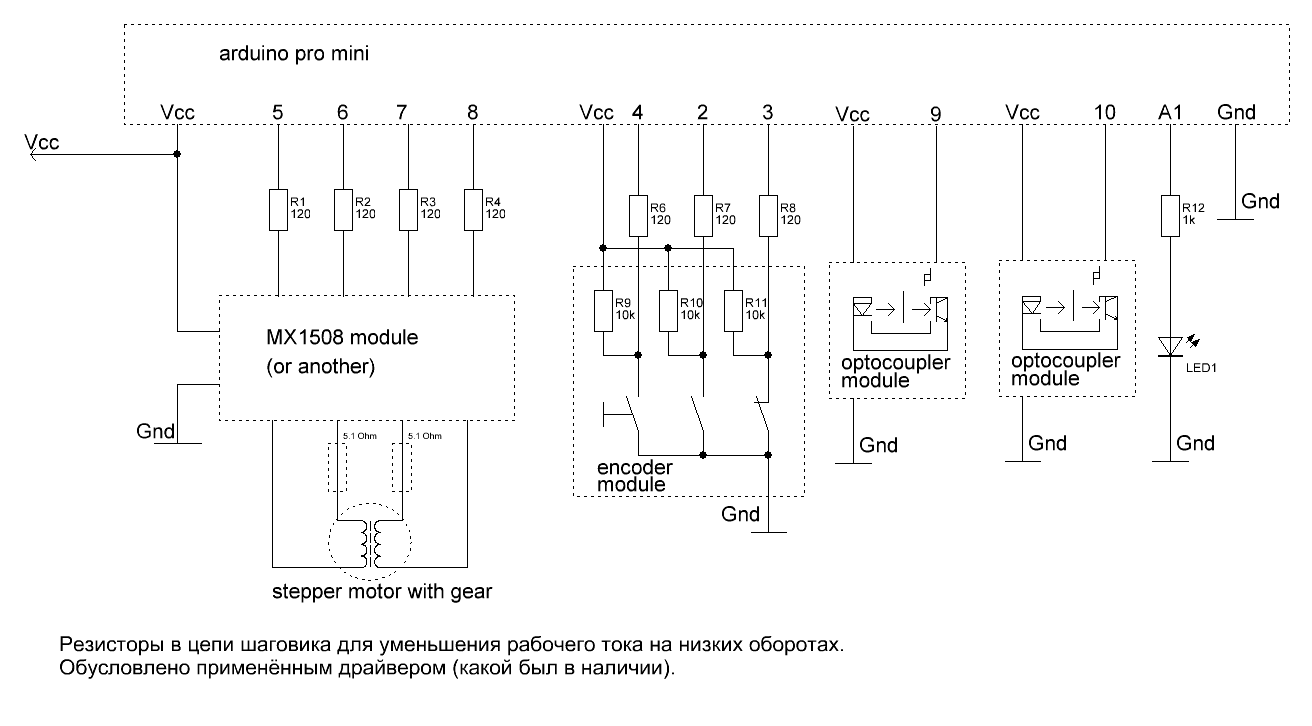 arduino pro mini
Vcc 5 6 7 8 Vcc 4 2 3 Vcc 9 Vcc 10 A1 Gnd
Vcc
R1 120
R2 120
R3 120
R4 120
R6 120
R7 120
R8 120
R12 1k
Gnd
R9 10k
R10 10k
R11 10k
MX1508 module
(or another)
optocoupler
module
optocoupler
module
LED1
Gnd
5.1 Ohm
5.1 Ohm
encoder
module
Gnd
Gnd
Gnd
Gnd
stepper motor with gear
Резисторы в цепи шаговика для уменьшения рабочего тока на низких оборотах.
Обусловлено применённым драйвером (какой был в наличии).